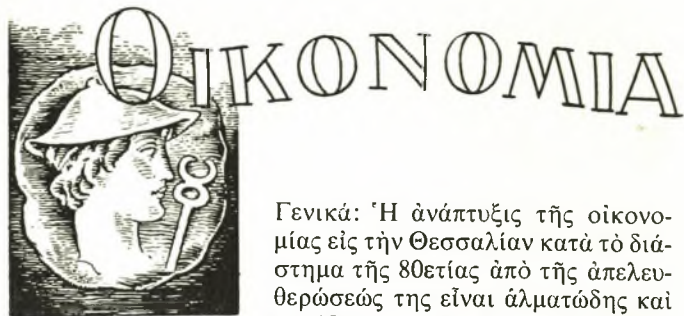 ΟΙΚΟΝΟΜΙΑ
Γενικά: Ἡ ἀνάπτυξις τῆς οἰκονο-
μίας εἰς τὴν Θεσσαλίαν κατὰ τὸ διά-
στημα τῆς 80ετίας ἀπὸ τῆς ἀπελευ-
θερώσεώς της εἶναι ἁλματώδης καὶ